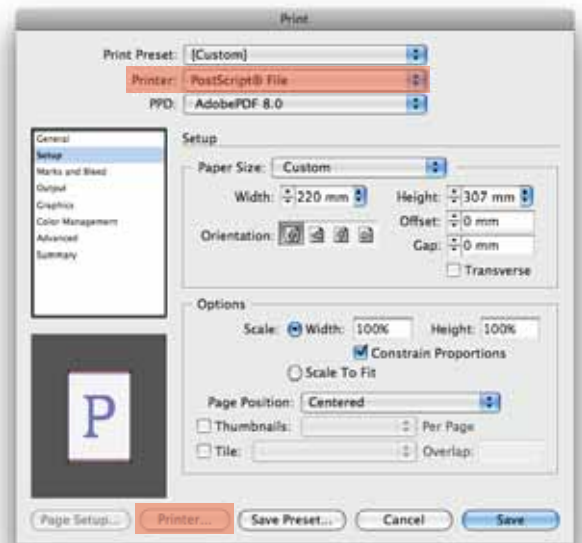 Print
Print Preset: [Custom]
Printer: PostScript® File
PPD: AdobePDF 8.0
General
Setup
Marks and Bleed
Output
Graphics
Color Management
Advanced
Summary
Setup
Paper Size: Custom
Width: 220 mm Height: 307 mm
Orientation: Offset: 0 mm
Gap: 0 mm
Transverse
Options
Scale: Width: 100% Height: 100%
Constrain Proportions
Scale To Fit
Page Position: Centered
Thumbnails: Per Page
Tile: Overlap:
P
Page Setup... Printer... Save Preset... Cancel Save